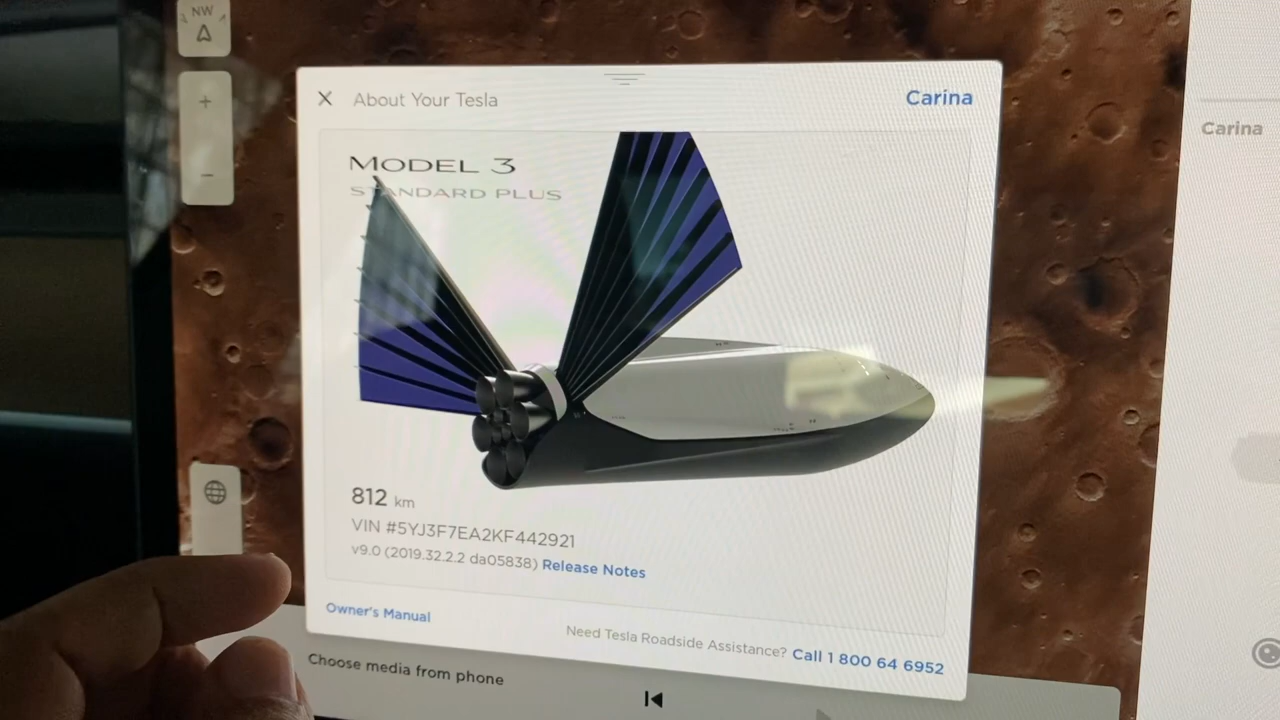 NW
+
−
About Your Tesla
Carina
Carina
MODEL 3
STANDARD PLUS
812 km
VIN #5YJ3F7EA2KF442921
v9.0 (2019.32.2.2 da05838) Release Notes
Owner's Manual
Need Tesla Roadside Assistance? Call 1 800 64 6952
Choose media from phone